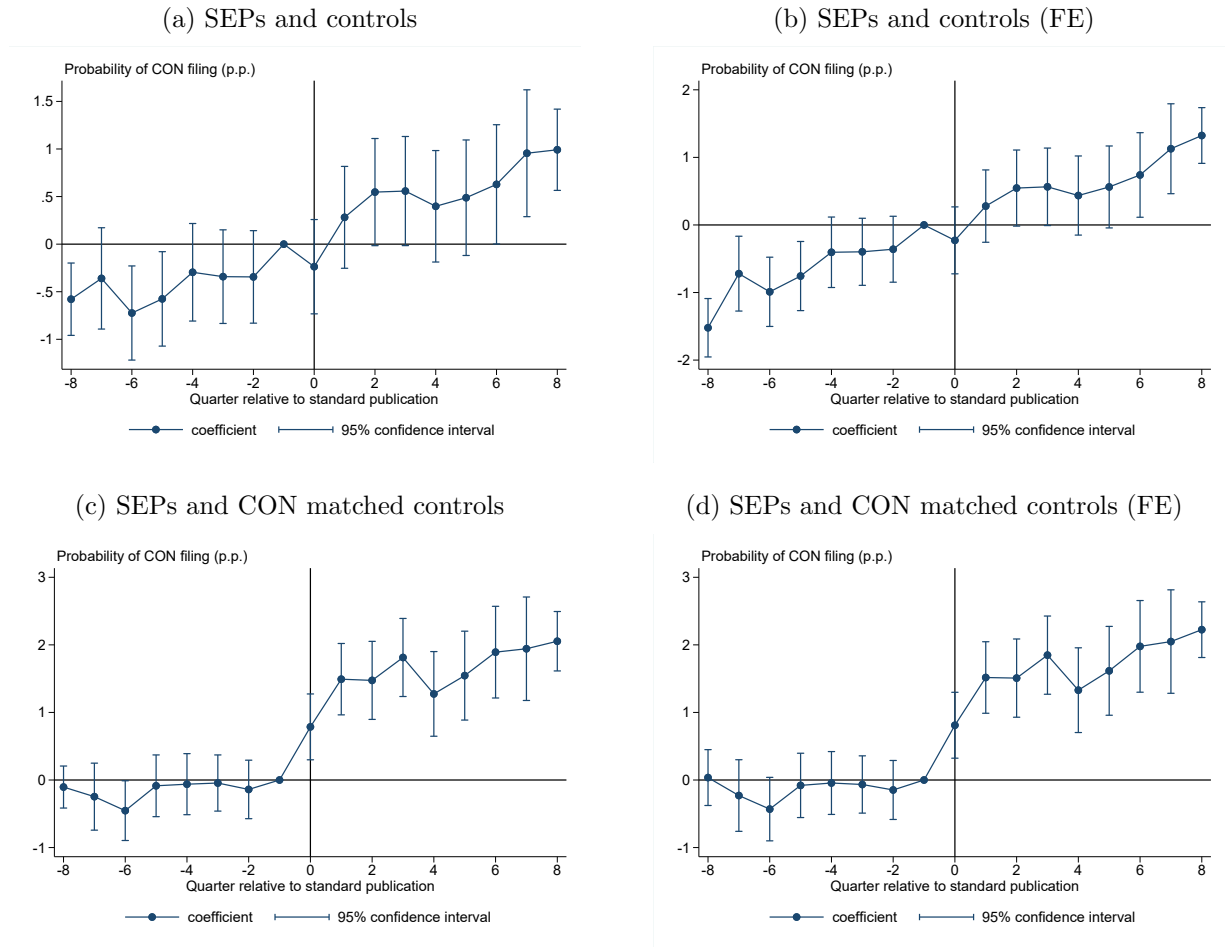 (a) SEPs and controls
Probability of CON filing (p.p.)
1.5
1
.5
0
-.5
-1
-8 -6 -4 -2 0 2 4 6 8
Quarter relative to standard publication
coefficient 95% confidence interval
(b) SEPs and controls (FE)
Probability of CON filing (p.p.)
2
1
0
-1
-2
-8 -6 -4 -2 0 2 4 6 8
Quarter relative to standard publication
coefficient 95% confidence interval
(c) SEPs and CON matched controls
Probability of CON filing (p.p.)
3
2
1
0
-1
-8 -6 -4 -2 0 2 4 6 8
Quarter relative to standard publication
coefficient 95% confidence interval
(d) SEPs and CON matched controls (FE)
Probability of CON filing (p.p.)
3
2
1
0
-1
-8 -6 -4 -2 0 2 4 6 8
Quarter relative to standard publication
coefficient 95% confidence interval